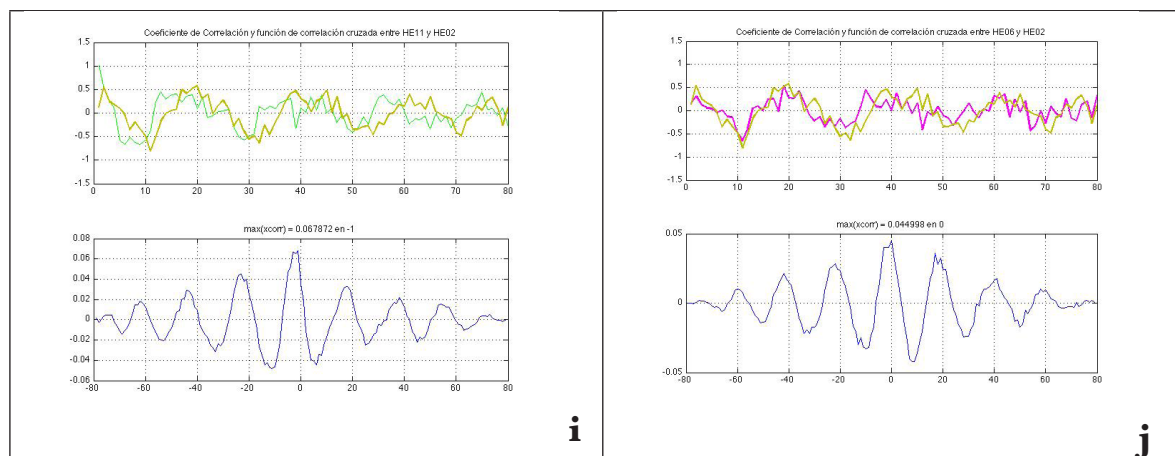 Coeficiente de Correlación y función de correlación cruzada entre HE11 y HE02
1.5
1
0.5
0
-0.5
-1
-1.5
0 10 20 30 40 50 60 70 80
max(xcorr) = 0.067872 en -1
0.08
0.06
0.04
0.02
0
-0.02
-0.04
-0.06
-80 -60 -40 -20 0 20 40 60 80
i
Coeficiente de Correlación y función de correlación cruzada entre HE06 y HE02
1.5
1
0.5
0
-0.5
-1
-1.5
0 10 20 30 40 50 60 70 80
max(xcorr) = 0.044998 en 0
0.05
0
-0.05
-80 -60 -40 -20 0 20 40 60 80
j